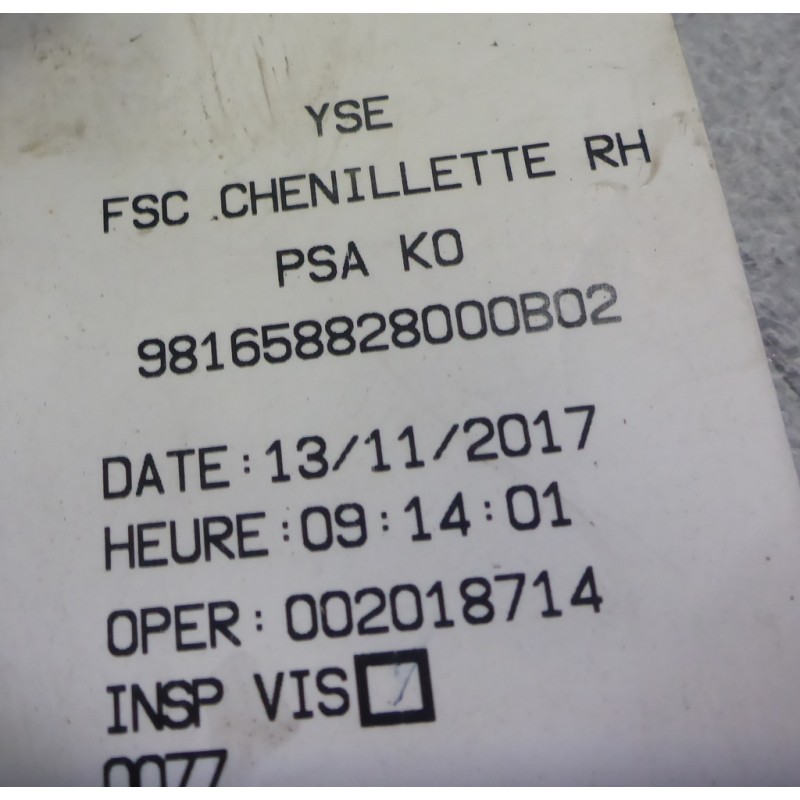 YSE
FSC CHENILLETTE RH
PSA KO
981658828000B02
DATE:13/11/2017
HEURE:09:14:01
OPER:002018714
INSP VIS
0077